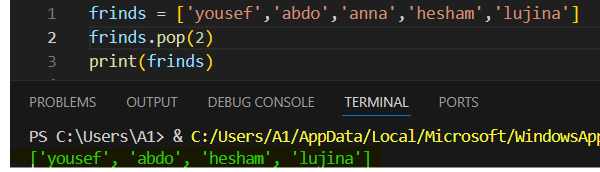 1 frinds = ['yousef','abdo','anna','hesham','lujina']
2 frinds.pop(2)
3 print(frinds)
PROBLEMS OUTPUT DEBUG CONSOLE TERMINAL PORTS
PS C:\Users\A1> & C:/Users/A1/AppData/Local/Microsoft/WindowsApp
['yousef', 'abdo', 'hesham', 'lujina']